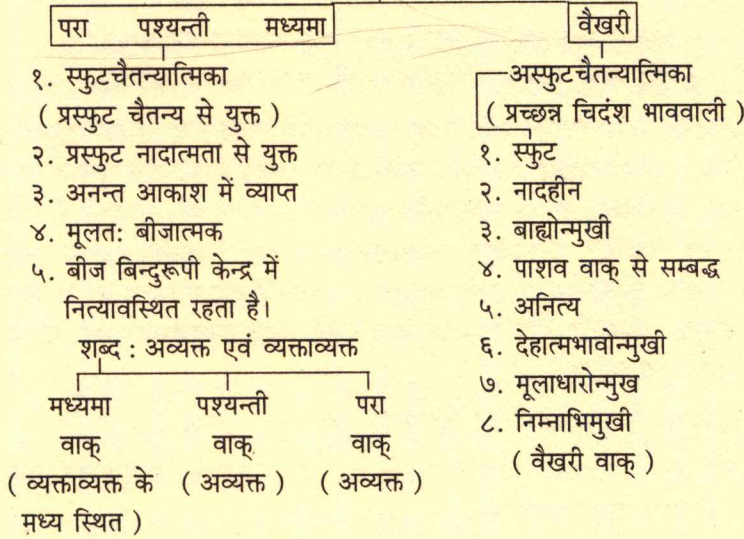 परा पश्यन्ती मध्यमा
१. स्फुटचैतन्यात्मिका
( प्रस्फुट चैतन्य से युक्त )
२. प्रस्फुट नादात्मता से युक्त
३. अनन्त आकाश में व्याप्त
४. मूलत: बीजात्मक
५. बीज बिन्दुरूपी केन्द्र में
नित्यावस्थित रहता है।
शब्द : अव्यक्त एवं व्यक्ताव्यक्त
मध्यमा पश्यन्ती परा
वाक् वाक् वाक्
( व्यक्ताव्यक्त के ( अव्यक्त ) ( अव्यक्त )
मध्य स्थित )
वैखरी
अस्फुटचैतन्यात्मिका
( प्रच्छन्न चिदंश भाववाली )
१. स्फुट
२. नादहीन
३. बाह्योन्मुखी
४. पाशव वाक् से सम्बद्ध
५. अनित्य
६. देहात्मभावोन्मुखी
७. मूलाधारोन्मुख
८. निम्नाभिमुखी
( वैखरी वाक् )